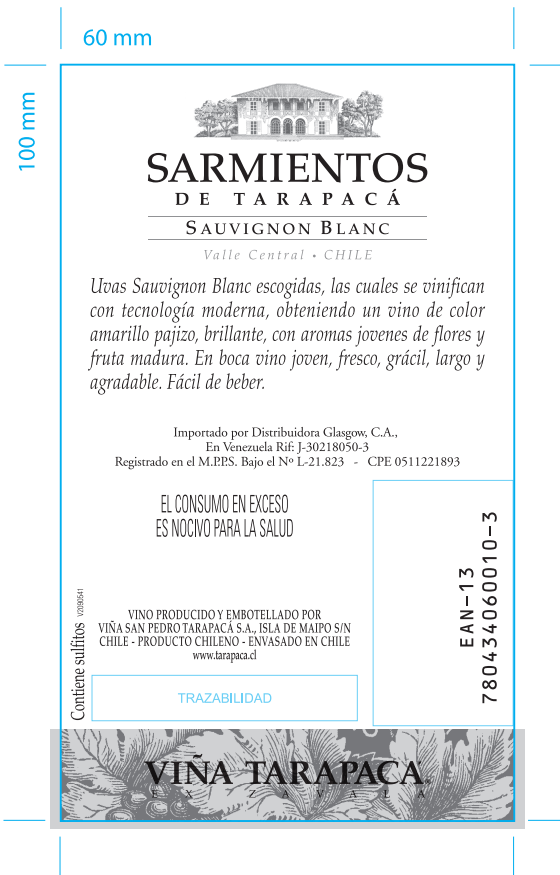 60 mm
100 mm
SARMIENTOS
DE TARAPACÁ
SAUVIGNON BLANC
Valle Central • CHILE
Uvas Sauvignon Blanc escogidas, las cuales se vinifican
con tecnología moderna, obteniendo un vino de color
amarillo pajizo, brillante, con aromas jovenes de flores y
fruta madura. En boca vino joven, fresco, grácil, largo y
agradable. Fácil de beber.
Importado por Distribuidora Glasgow, C.A.,
En Venezuela Rif: J-30218050-3
Registrado en el M.P.P.S. Bajo el Nº L-21.823 - CPE 0511221893
EL CONSUMO EN EXCESO
ES NOCIVO PARA LA SALUD
EAN-13
780434060010-3
Contiene sulfitos V2090541
VINO PRODUCIDO Y EMBOTELLADO POR
VIÑA SAN PEDRO TARAPACÁ S.A., ISLA DE MAIPO S/N
CHILE - PRODUCTO CHILENO - ENVASADO EN CHILE
www.tarapaca.cl
TRAZABILIDAD
VIÑA TARAPACA
EX ZAVALA